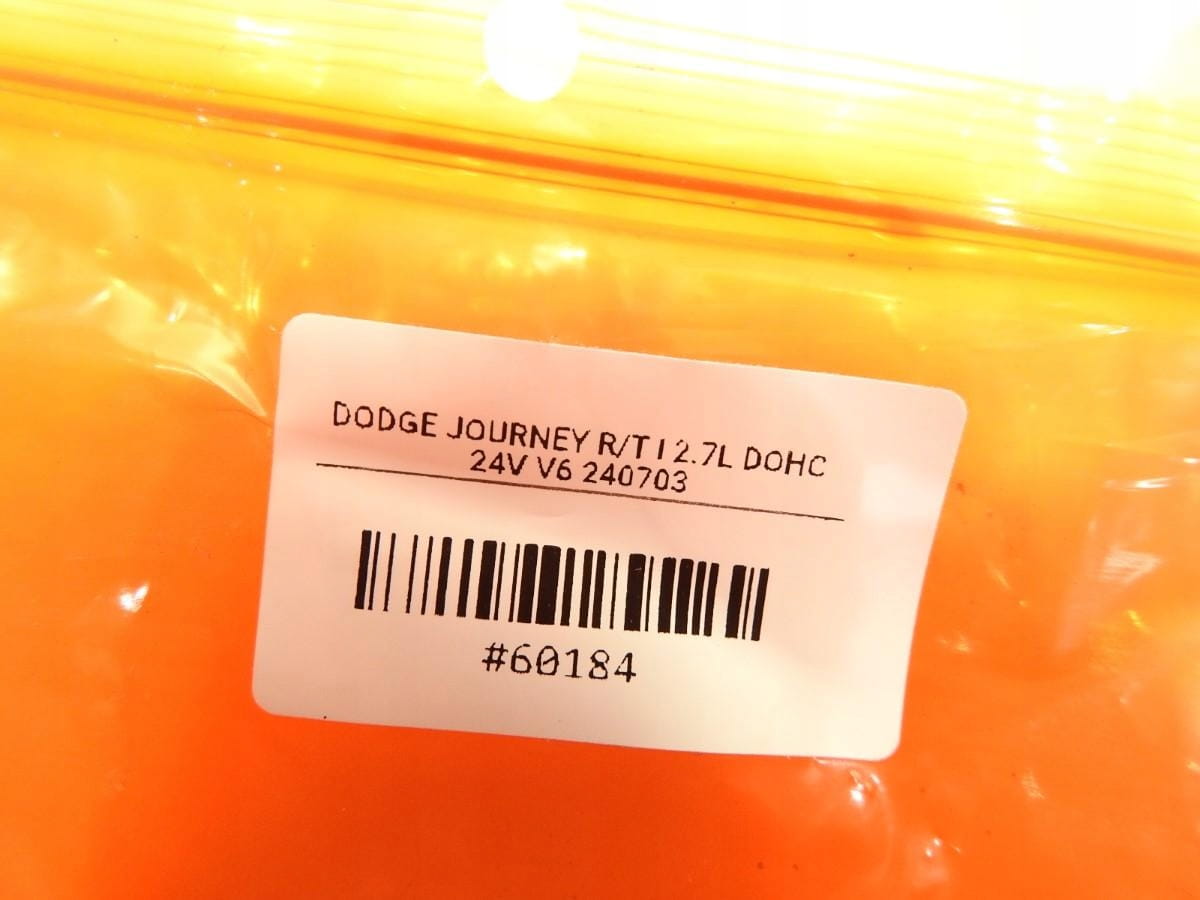 DODGE JOURNEY R/T I 2.7L DOHC
24V V6 240703
#60184